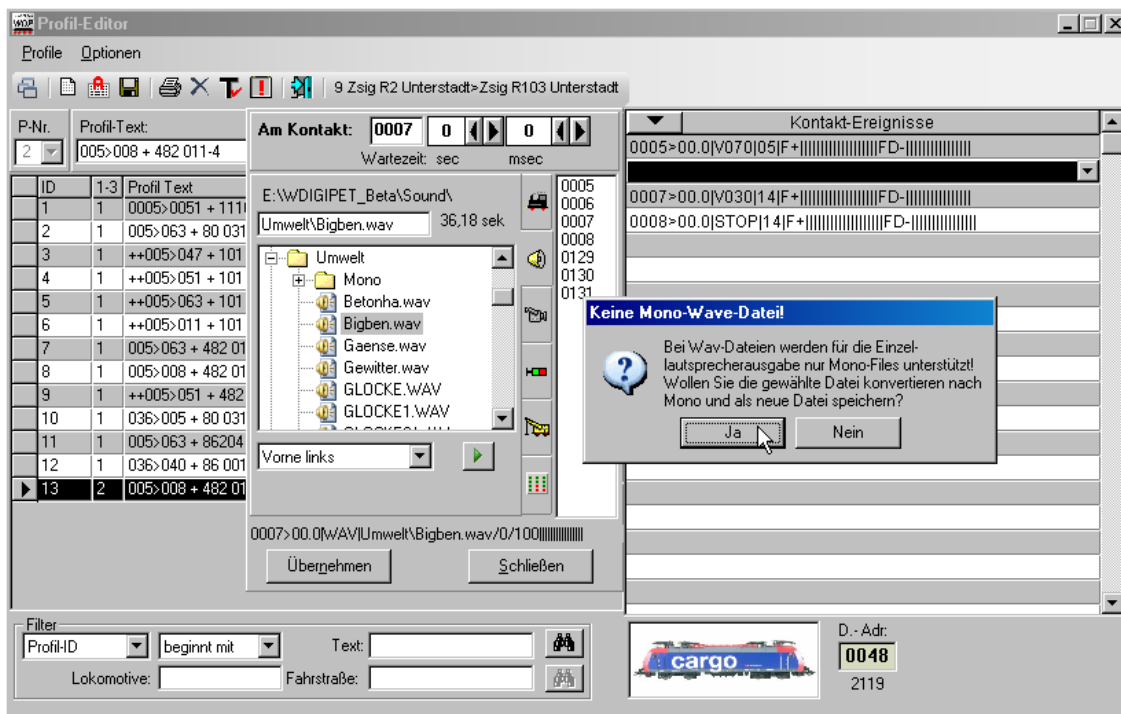 Profil-Editor
Profile Optionen
9 Zsig R2 Unterstadt>Zsig R103 Unterstadt
P-Nr. Profil-Text:
2 005>008 + 482 011-4
ID 1-3 Profil Text
1 1 0005>0051 + 111
2 1 005>063 + 80 031
3 1 ++005>047 + 101
4 1 ++005>051 + 101
5 1 ++005>063 + 101
6 1 ++005>011 + 101
7 1 005>063 + 482 01
8 1 005>008 + 482 01
9 1 ++005>051 + 482
10 1 036>005 + 80 031
11 1 005>063 + 86204
12 1 036>040 + 86 001
13 2 005>008 + 482 01
Am Kontakt: 0007 0 0
Wartezeit: sec msec
E:\WDIGIPET_Beta\Sound\
Umwelt\Bigben.wav 36,18 sek
Umwelt
Mono
Betonha.wav
Bigben.wav
Gaense.wav
Gewitter.wav
GLOCKE.WAV
GLOCKE1.WAV
Vorne links
0005
0006
0007
0008
0129
0130
0131
0007>00.0|WAV|Umwelt\Bigben.wav/0/100|||||||||||||
Übernehmen Schließen
Kontakt-Ereignisse
0005>00.0|V070|05|F+||||||||||||||||||||FD-||||||||||||||||
0007>00.0|V030|14|F+||||||||||||||||||||FD-||||||||||||||||
0008>00.0|STOP|14|F+||||||||||||||||||||FD-||||||||||||||||
Keine Mono-Wave-Datei!
Bei Wav-Dateien werden für die Einzel-
lautsprecherausgabe nur Mono-Files unterstützt!
Wollen Sie die gewählte Datei konvertieren nach
Mono und als neue Datei speichern?
Ja Nein
Filter
Profil-ID beginnt mit Text:
Lokomotive: Fahrstraße:
cargo
D.- Adr:
0048
2119